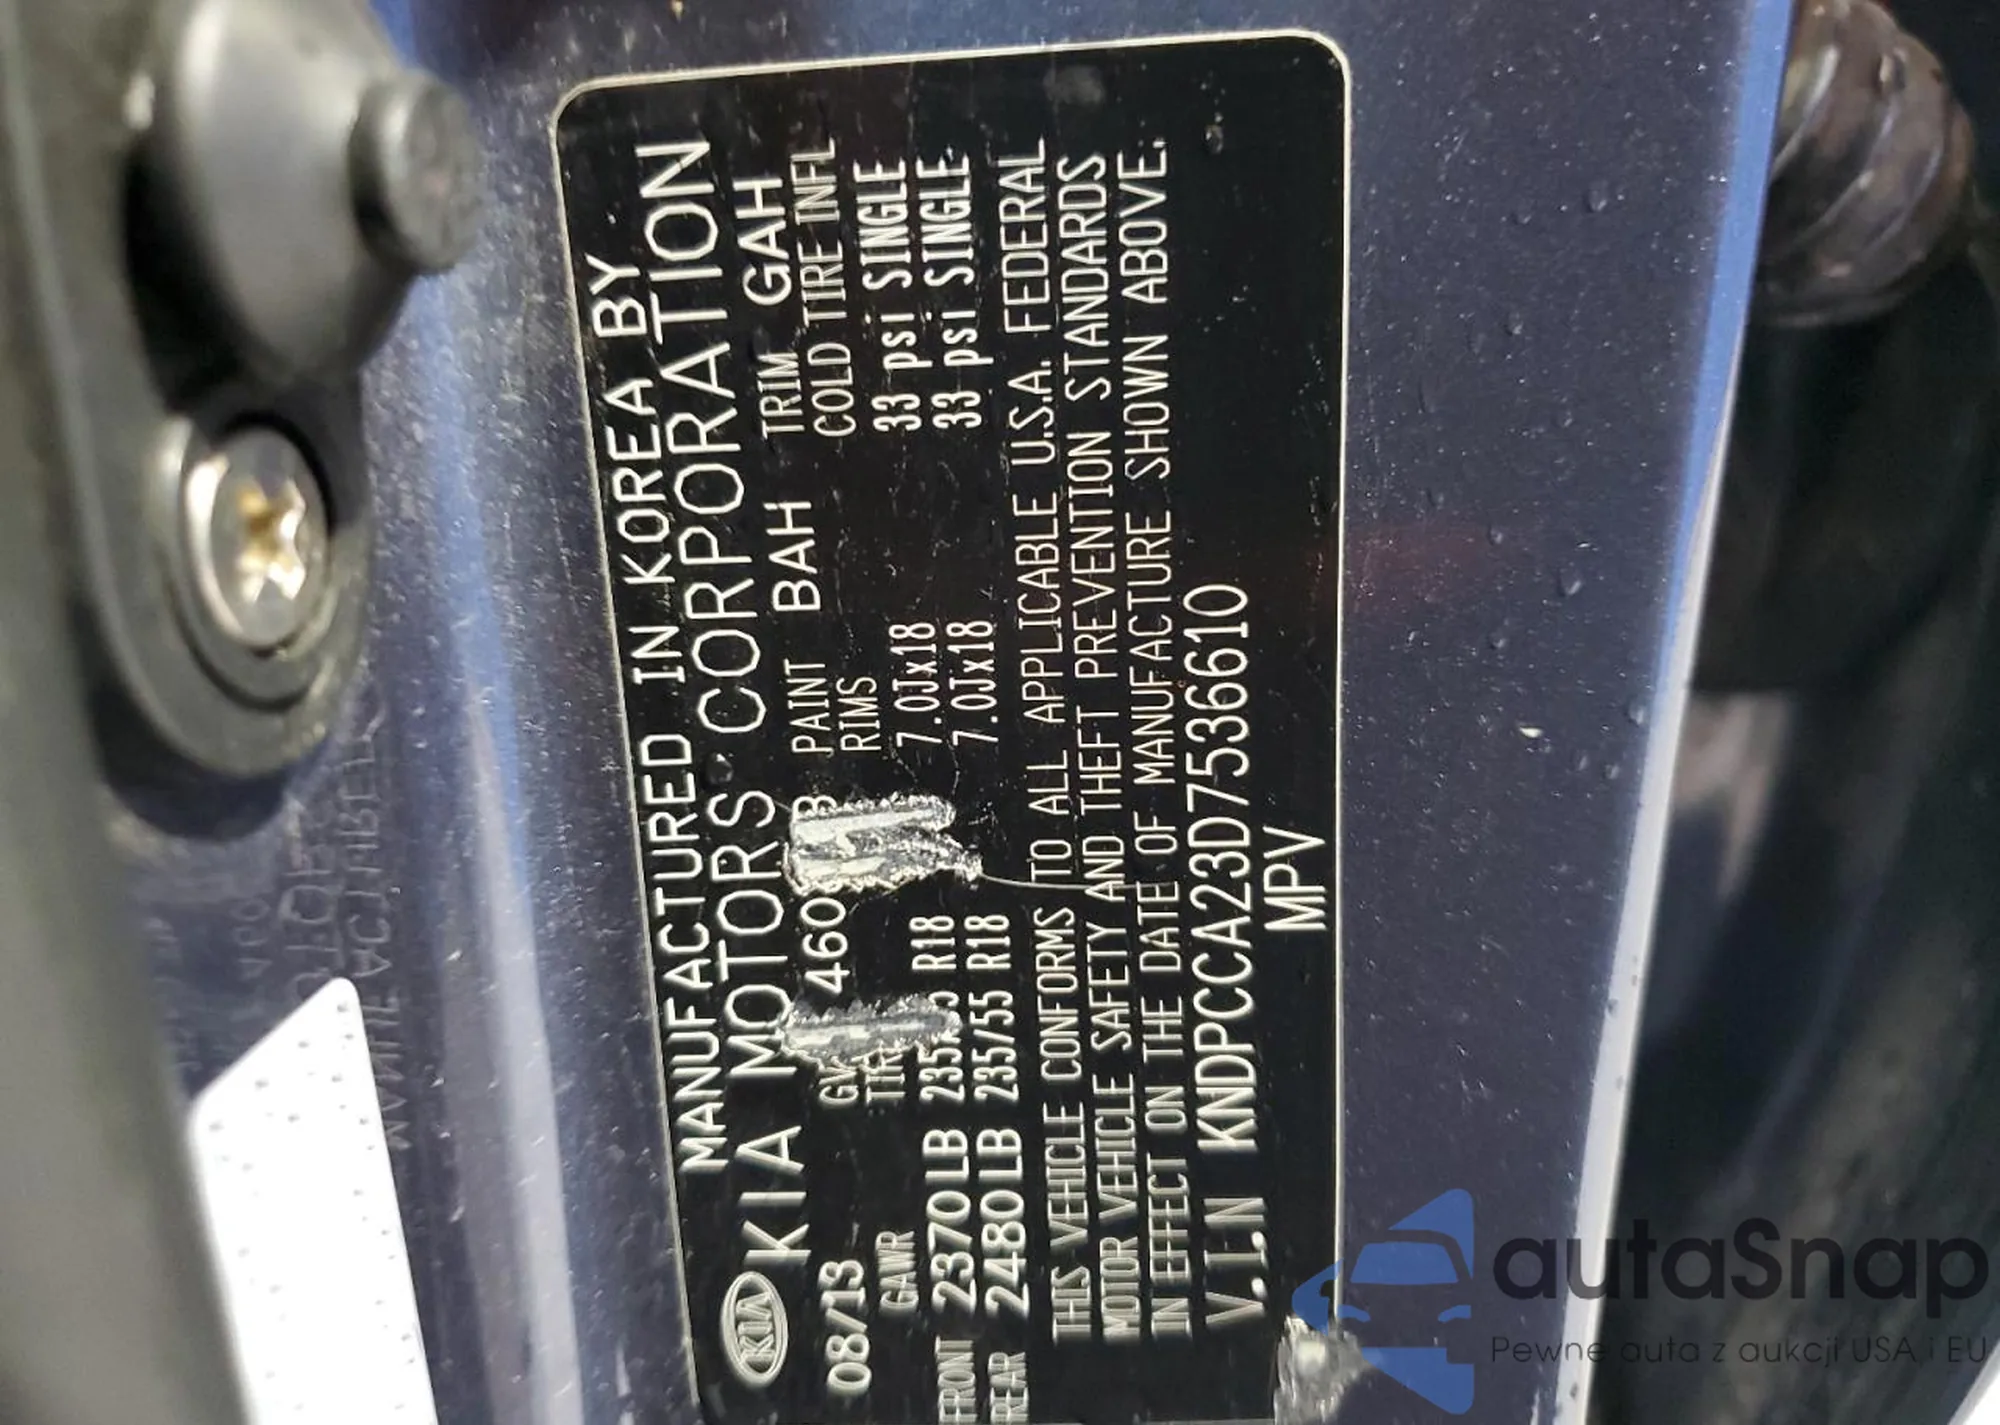 MANUFACTURED IN KOREA BY
KIA KIA MOTORS CORPORATION
08/13 460 PAINT BAH TRIM GAH
GAWR RIMS COLD TIRE INFL
FRONT 2370LB R18 7.0Jx18 33 psi SINGLE
REAR 2480LB 235/55 R18 7.0Jx18 33 psi SINGLE
THIS VEHICLE CONFORMS TO ALL APPLICABLE U.S.A. FEDERAL
MOTOR VEHICLE SAFETY AND THEFT PREVENTION STANDARDS
IN EFFECT ON THE DATE OF MANUFACTURE SHOWN ABOVE.
V.I.N KNDPCCA23D7536610
MPV
autaSnap
Pewne auta z aukcji USA i EU